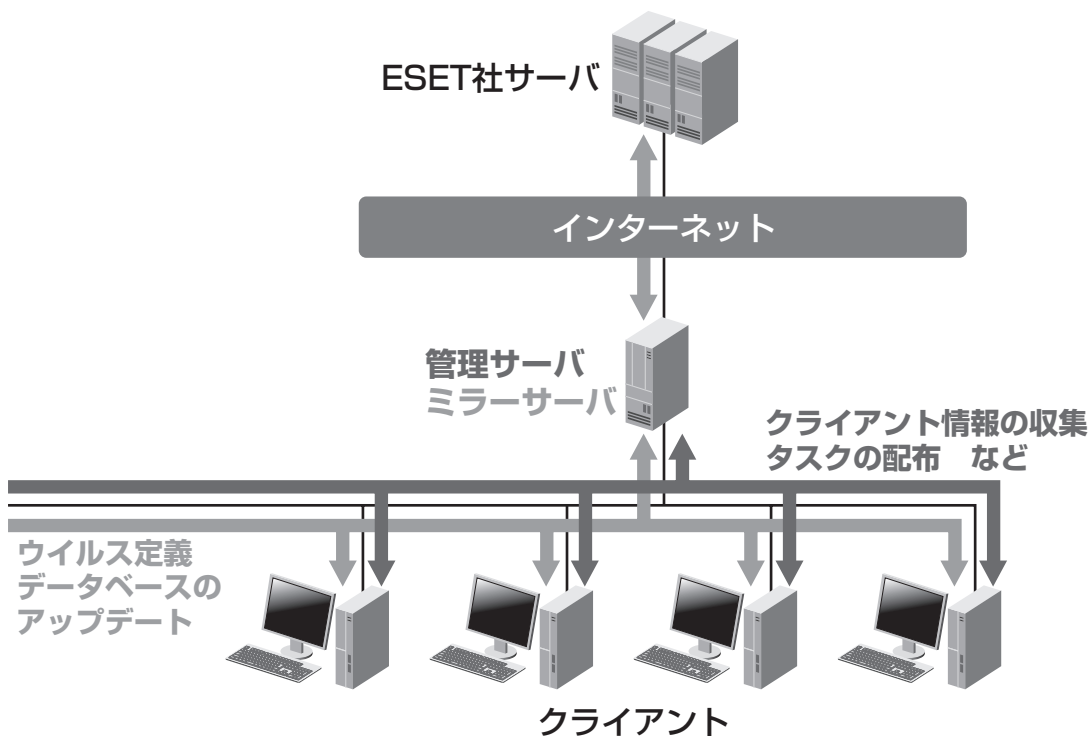 ESET社サーバ
インターネット
管理サーバ
ミラーサーバ
クライアント情報の収集
タスクの配布　など
ウイルス定義
データベースの
アップデート
クライアント